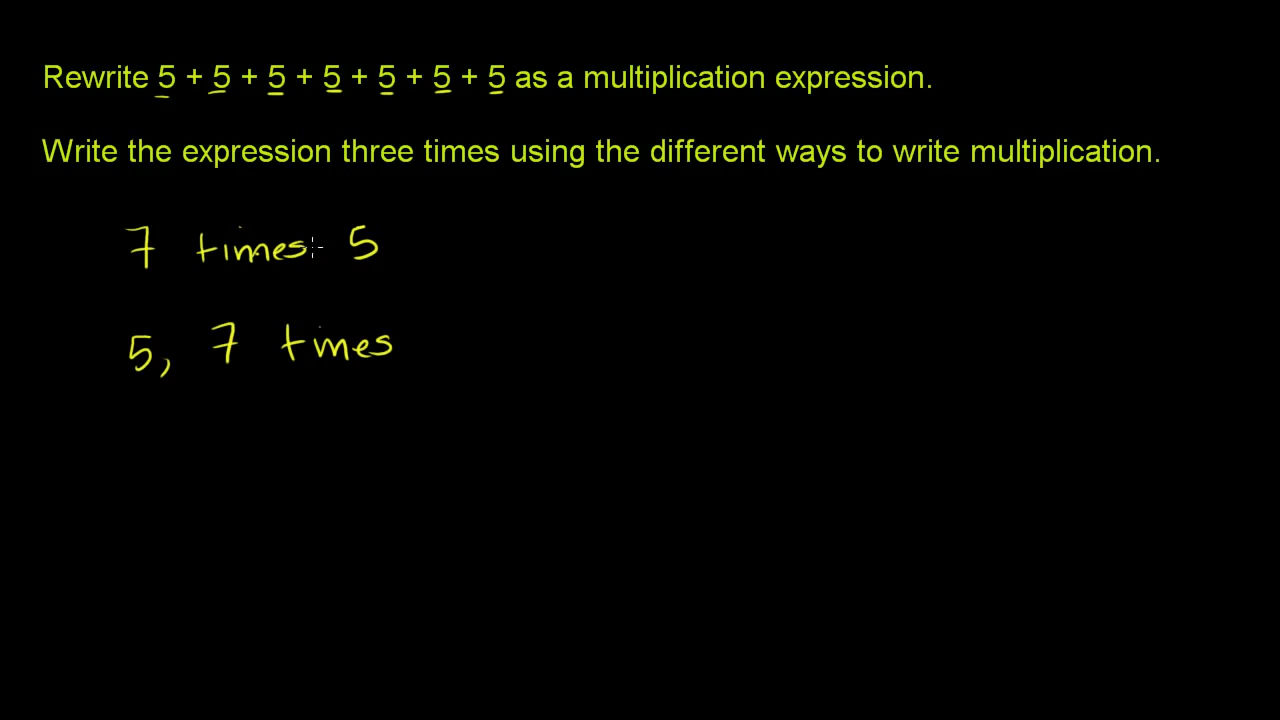 Rewrite 5 + 5 + 5 + 5 + 5 + 5 + 5 as a multiplication expression.
Write the expression three times using the different ways to write multiplication.
7 times 5
5, 7 times